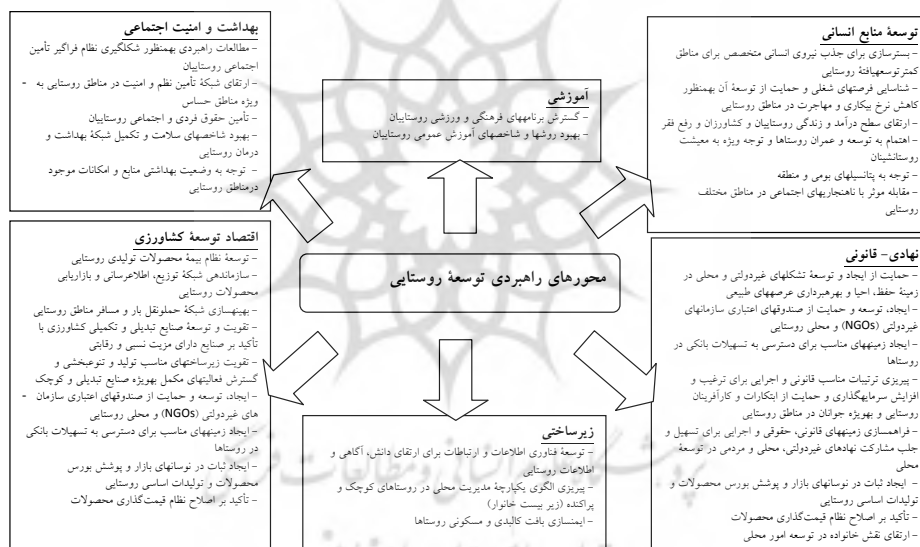 توسعهٔ منابع انسانی
- بسترسازی برای جذب نیروی انسانی متخصص برای مناطق
کمترتوسعهیافتهٔ روستایی
- شناسایی فرصتهای شغلی و حمایت از توسعهٔ آن بهمنظور
کاهش نرخ بیکاری و مهاجرت در مناطق روستایی
- ارتقای سطح درآمد و زندگی روستاییان و کشاورزان و رفع فقر
- اهتمام به توسعه و عمران روستاها و توجه ویژه به معیشت
روستانشینان
- توجه به پتانسیلهای بومی و منطقه
- مقابله موثر با ناهنجاریهای اجتماعی در مناطق مختلف
روستایی
آموزشی
- گسترش برنامههای فرهنگی و ورزشی روستاییان
- بهبود روشها و شاخصهای آموزش عمومی روستاییان
بهداشت و امنیت اجتماعی
- مطالعات راهبردی بهمنظور شکلگیری نظام فراگیر تأمین
اجتماعی روستاییان
- ارتقای شبکهٔ تأمین نظم و امنیت در مناطق روستایی به -
ویژه مناطق حساس
- تأمین حقوق فردی و اجتماعی روستاییان
- بهبود شاخصهای سلامت و تکمیل شبکهٔ بهداشت و
درمان روستایی
- توجه به وضعیت بهداشتی منابع و امکانات موجود
درمناطق روستایی
محورهای راهبردی توسعهٔ روستایی
نهادی- قانونی
- حمایت از ایجاد و توسعهٔ تشکلهای غیردولتی و محلی در
زمینهٔ حفظ، احیا و بهرهبرداری عرصههای طبیعی
- ایجاد، توسعه و حمایت از صندوقهای اعتباری سازمانهای
غیردولتی (NGOs) و محلی روستایی
- ایجاد زمینههای مناسب برای دسترسی به تسهیلات بانکی در
روستاها
- پیریزی ترتیبات مناسب قانونی و اجرایی برای ترغیب و
افزایش سرمایهگذاری و حمایت از ابتکارات و کارآفرینان
روستایی و بهویژه جوانان در مناطق روستایی
- فراهمسازی زمینههای قانونی، حقوقی و اجرایی برای تسهیل و
جلب مشارکت نهادهای غیردولتی، محلی و مردمی در توسعهٔ
محلی
- ایجاد ثبات در نوسانهای بازار و پوشش بورس محصولات و
تولیدات اساسی روستایی
- تأکید بر اصلاح نظام قیمتگذاری محصولات
- ارتقای نقش خانواده در توسعه امور محلی
زیرساختی
- توسعهٔ فناوری اطلاعات و ارتباطات برای ارتقای دانش، آگاهی و
اطلاعات روستایی
- پیریزی الگوی یکپارچهٔ مدیریت محلی در روستاهای کوچک و
پراکنده (زیر بیست خانوار)
- ایمنسازی بافت کالبدی و مسکونی روستاها
اقتصاد توسعهٔ کشاورزی
- توسعهٔ نظام بیمهٔ محصولات تولیدی روستایی
- سازماندهی شبکهٔ توزیع، اطلاعرسانی و بازاریابی
محصولات روستایی
- بهینهسازی شبکهٔ حملونقل بار و مسافر مناطق روستایی
- تقویت و توسعهٔ صنایع تبدیلی و تکمیلی کشاورزی با
تأکید بر صنایع دارای مزیت نسبی و رقابتی
- تقویت زیرساختهای مناسب تولید و تنوعبخشی و
گسترش فعالیتهای مکمل بهویژه صنایع تبدیلی و کوچک
- ایجاد، توسعه و حمایت از صندوقهای اعتباری سازمان -
های غیردولتی (NGOs) و محلی روستایی
- ایجاد زمینههای مناسب برای دسترسی به تسهیلات بانکی
در روستاها
- ایجاد ثبات در نوسانهای بازار و پوشش بورس
محصولات و تولیدات اساسی روستایی
- تأکید بر اصلاح نظام قیمتگذاری محصولات